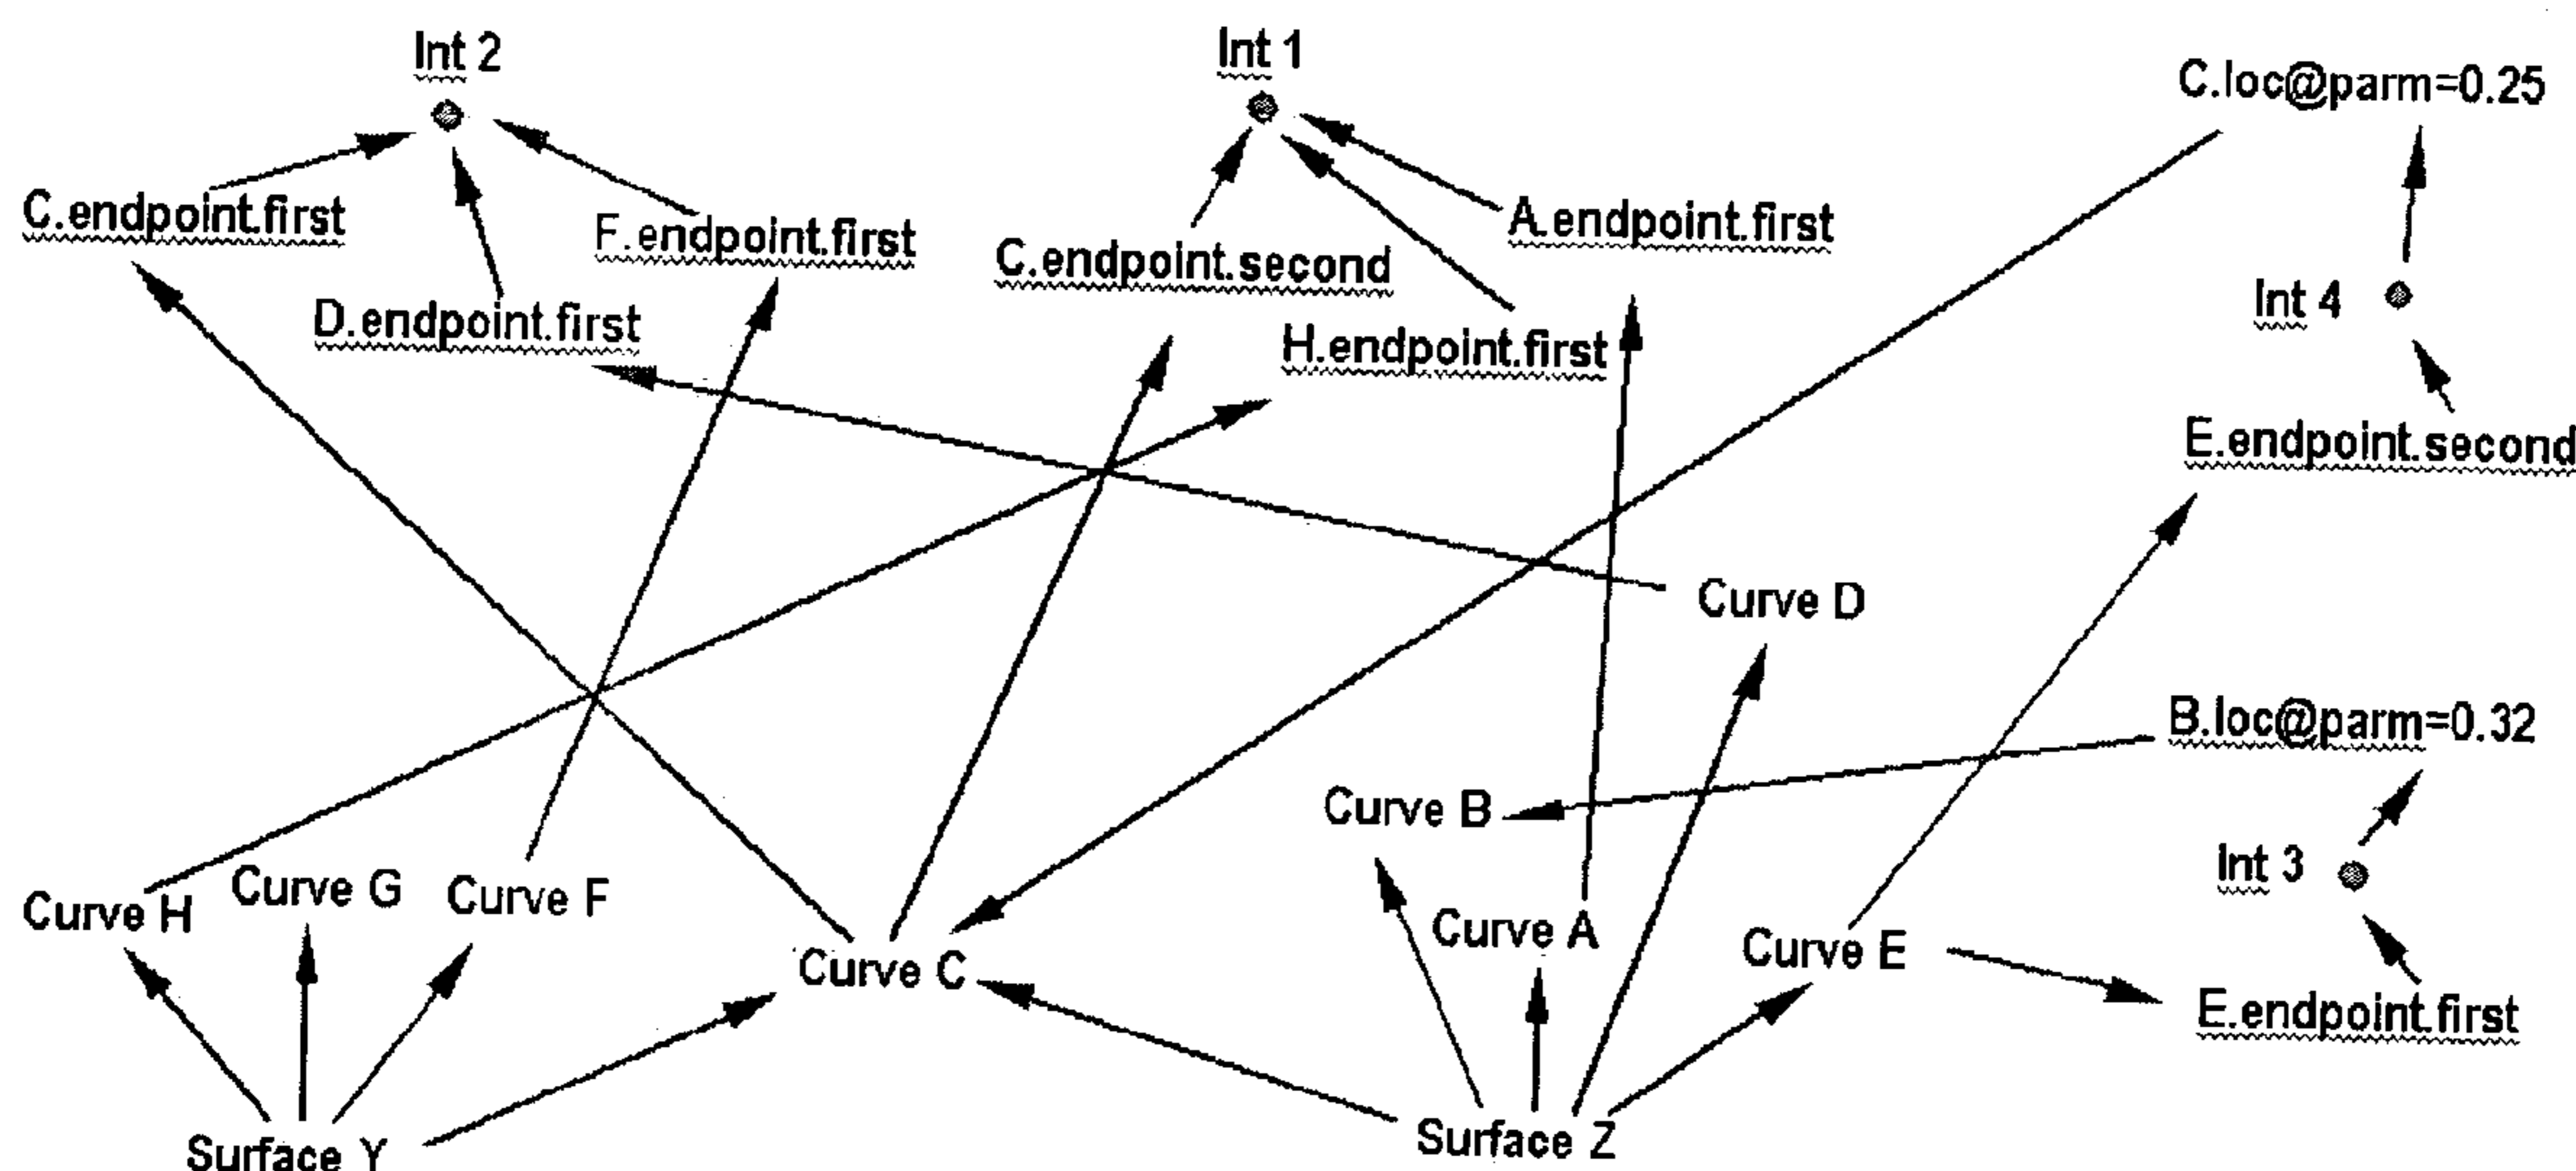 Int 2
Int 1
C.loc@parm=0.25
C.endpoint.first
F.endpoint.first
A.endpoint.first
C.endpoint.second
D.endpoint.first
H.endpoint.first
Int 4
E.endpoint.second
Curve D
B.loc@parm=0.32
Curve B
Int 3
Curve H
Curve G
Curve F
Curve A
Curve C
Curve E
E.endpoint.first
Surface Y
Surface Z